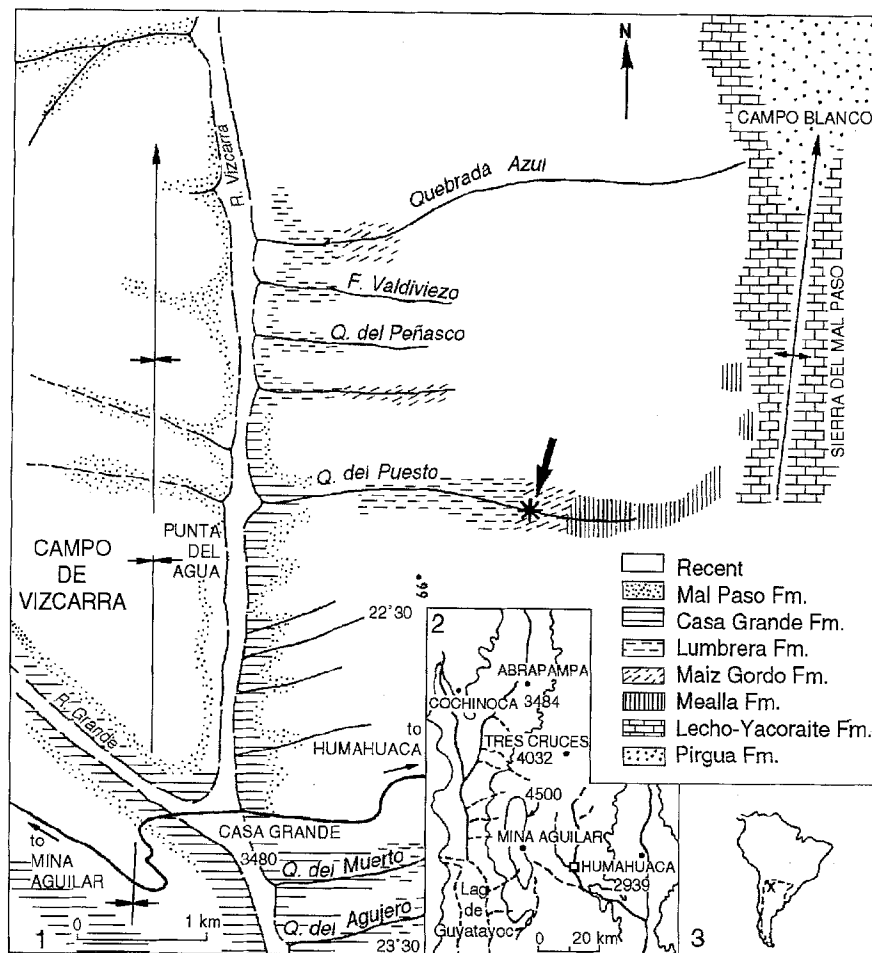 N
CAMPO BLANCO
R. Vizcarra
Quebrada Azul
F. Valdiviezo
Q. del Peñasco
SIERRA DEL MAL PASO
Q. del Puesto
PUNTA
DEL
AGUA
CAMPO
DE
VIZCARRA
66°
22°30
R. Grande
to
HUMAHUACA
CASA GRANDE
to
MINA
AGUILAR
3480
Q. del Muerto
Q. del Agujero
23°30
1
0 1 km
Recent
Mal Paso Fm.
Casa Grande Fm.
Lumbrera Fm.
Maiz Gordo Fm.
Mealla Fm.
Lecho-Yacoraite Fm.
Pirgua Fm.
2
ABRAPAMPA
3484
COCHINOCA
TRES CRUCES
4032
4500
MINA AGUILAR
HUMAHUACA
2939
Lag
de
Guyatayoc
0 20 km
3
X